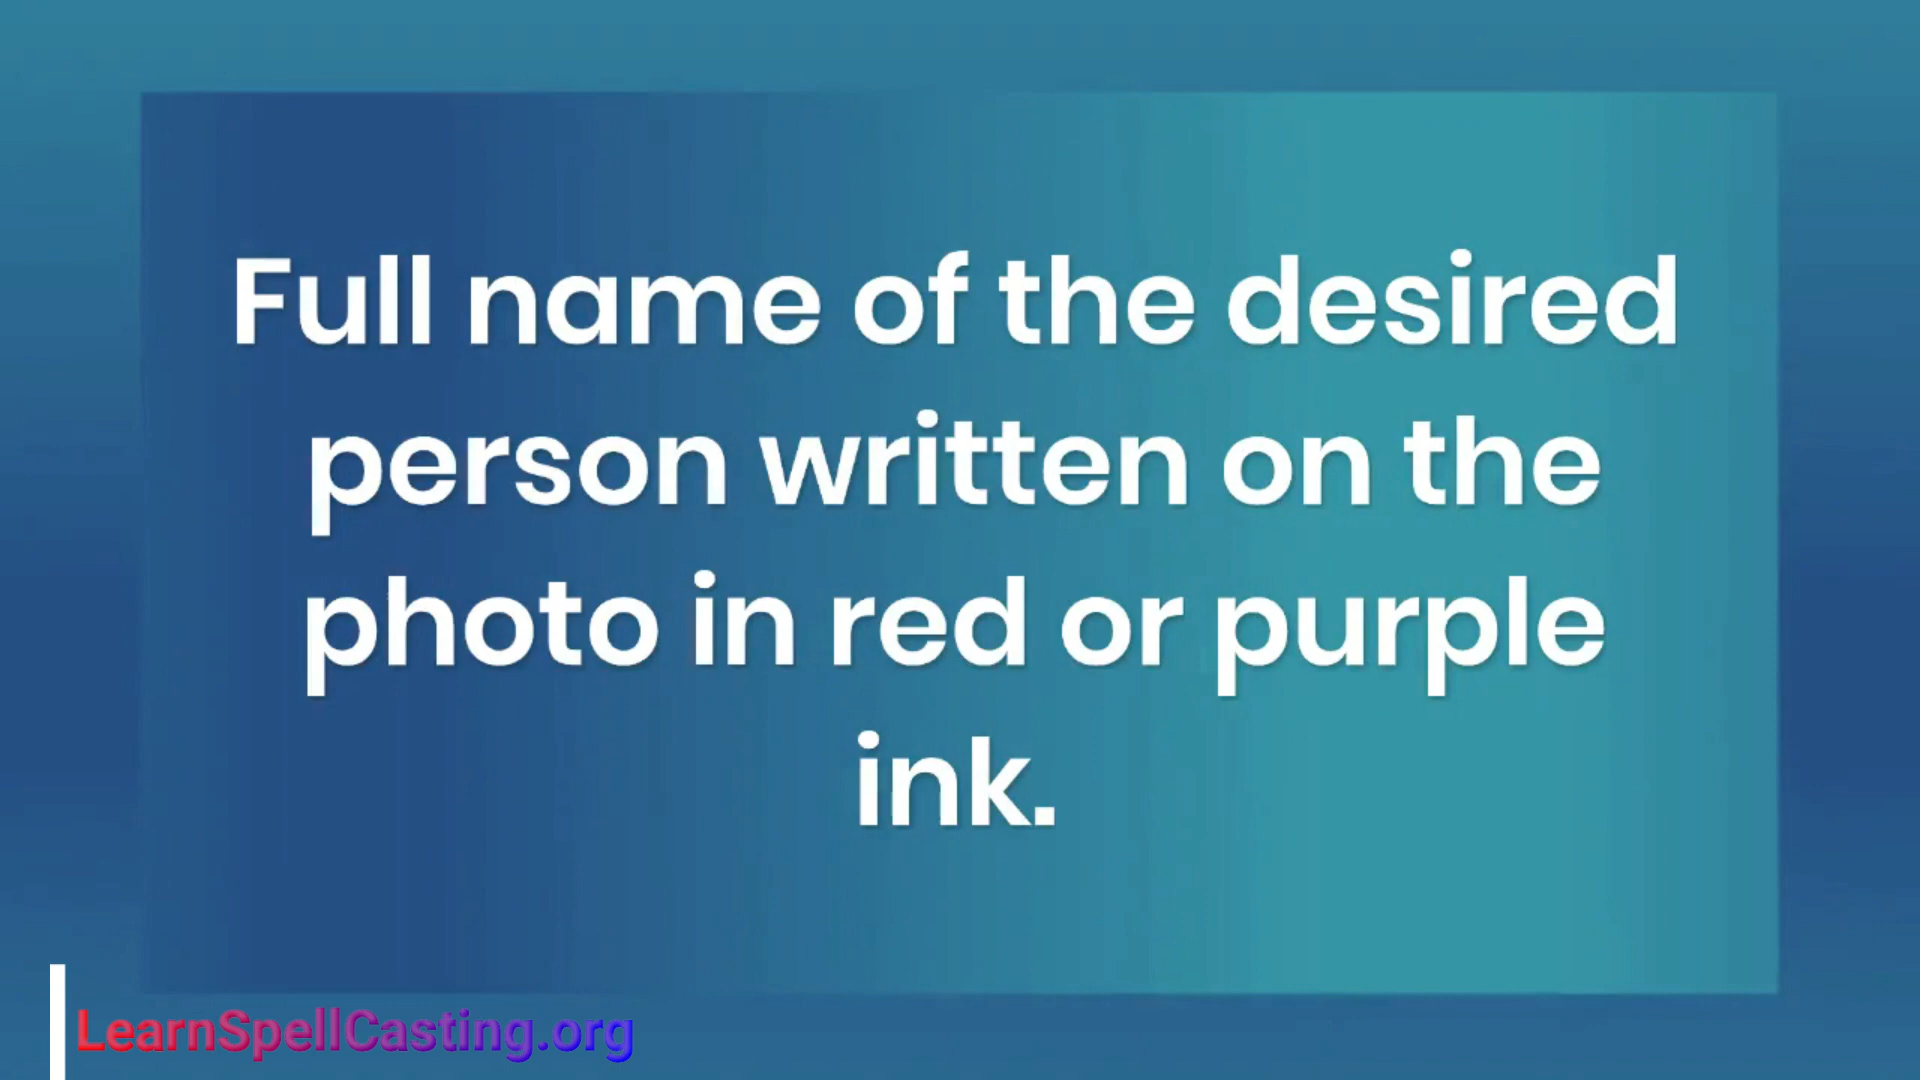 Full name of the desired
person written on the
photo in red or purple
ink.
LearnSpellCasting.org